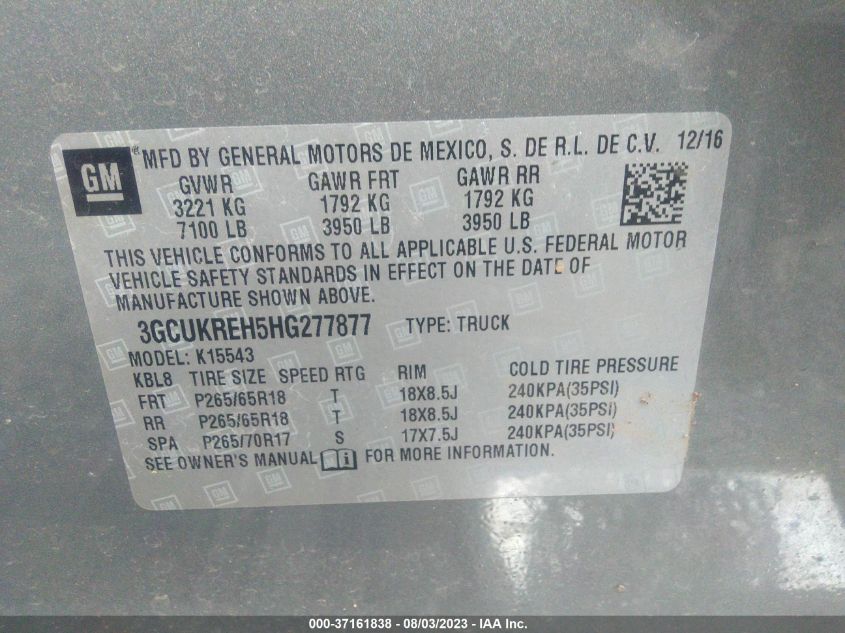 GM
® MFD BY GENERAL MOTORS DE MEXICO, S. DE R.L. DE C.V. 12/16
GVWR GAWR FRT GAWR RR
3221 KG 1792 KG 1792 KG
7100 LB 3950 LB 3950 LB
THIS VEHICLE CONFORMS TO ALL APPLICABLE U.S. FEDERAL MOTOR
VEHICLE SAFETY STANDARDS IN EFFECT ON THE DATE OF
MANUFACTURE SHOWN ABOVE.
3GCUKREH5HG277877 TYPE: TRUCK
MODEL: K15543
KBL8 TIRE SIZE SPEED RTG RIM COLD TIRE PRESSURE
FRT P265/65R18 T 18X8.5J 240KPA(35PSI)
RR P265/65R18 T 18X8.5J 240KPA(35PSI)
SPA P265/70R17 S 17X7.5J 240KPA(35PSI)
SEE OWNER'S MANUAL FOR MORE INFORMATION.
000-37161838 - 08/03/2023 - IAA Inc.